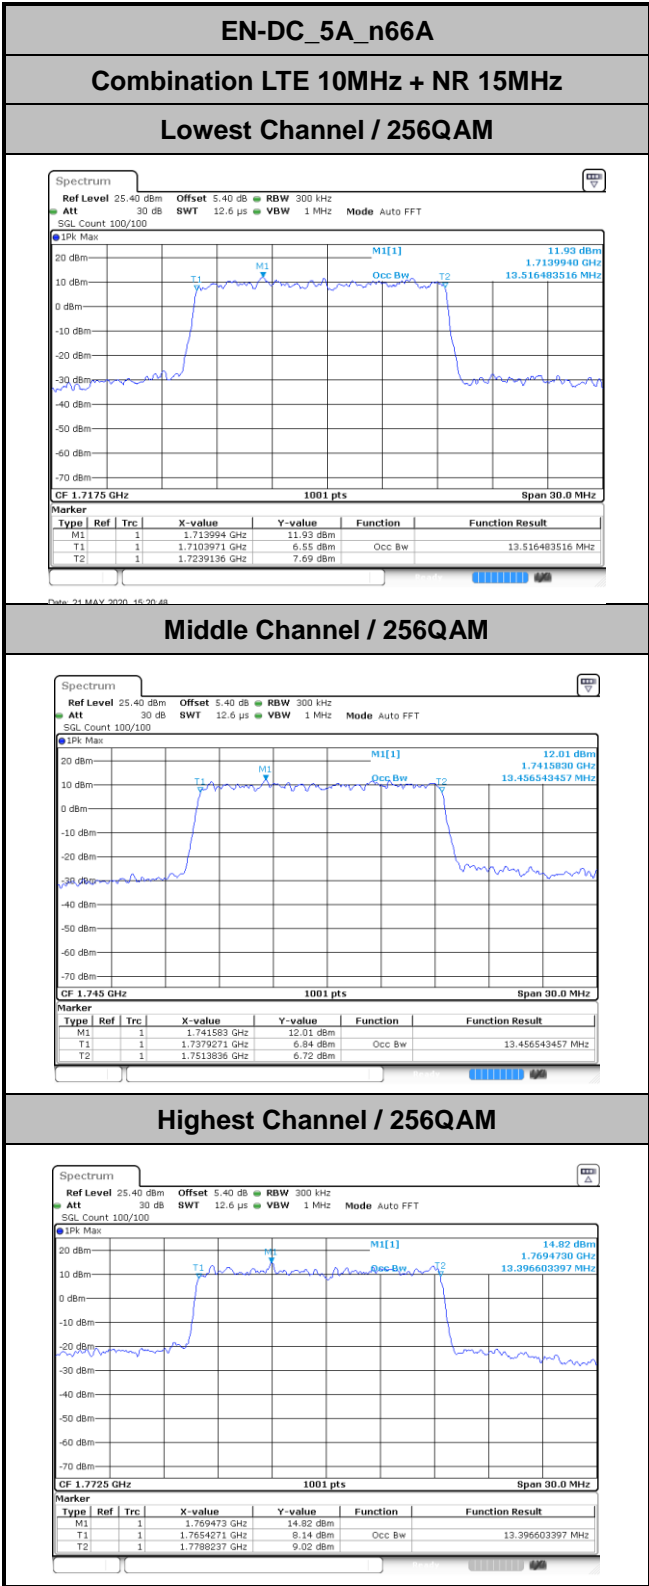 EN-DC_5A_n66A
Combination LTE 10MHz + NR 15MHz
Lowest Channel / 256QAM
Spectrum
Ref Level 25.40 dBm Offset 5.40 dB RBW 300 kHz
Att 30 dB SWT 12.6 µs VBW 1 MHz Mode Auto FFT
SGL Count 100/100
1Pk Max
M1[1] 11.93 dBm
1.7139940 GHz
Occ Bw 13.516483516 MHz
M1
T1
T2
20 dBm
10 dBm
0 dBm
-10 dBm
-20 dBm
-30 dBm
-40 dBm
-50 dBm
-60 dBm
-70 dBm
CF 1.7175 GHz 1001 pts Span 30.0 MHz
Marker
Type Ref Trc X-value Y-value Function Function Result
M1 1 1.713994 GHz 11.93 dBm
T1 1 1.7103971 GHz 6.55 dBm Occ Bw 13.516483516 MHz
T2 1 1.7239136 GHz 7.69 dBm
Date: 21 MAY 2020 15:20:48
Middle Channel / 256QAM
Spectrum
Ref Level 25.40 dBm Offset 5.40 dB RBW 300 kHz
Att 30 dB SWT 12.6 µs VBW 1 MHz Mode Auto FFT
SGL Count 100/100
1Pk Max
M1[1] 12.01 dBm
1.7415830 GHz
Occ Bw 13.456543457 MHz
M1
T1
T2
20 dBm
10 dBm
0 dBm
-10 dBm
-20 dBm
-30 dBm
-40 dBm
-50 dBm
-60 dBm
-70 dBm
CF 1.745 GHz 1001 pts Span 30.0 MHz
Marker
Type Ref Trc X-value Y-value Function Function Result
M1 1 1.741583 GHz 12.01 dBm
T1 1 1.7379271 GHz 6.84 dBm Occ Bw 13.456543457 MHz
T2 1 1.7513836 GHz 6.72 dBm
Highest Channel / 256QAM
Spectrum
Ref Level 25.40 dBm Offset 5.40 dB RBW 300 kHz
Att 30 dB SWT 12.6 µs VBW 1 MHz Mode Auto FFT
SGL Count 100/100
1Pk Max
M1[1] 14.82 dBm
1.7694730 GHz
Occ Bw 13.396603397 MHz
M1
T1
T2
20 dBm
10 dBm
0 dBm
-10 dBm
-20 dBm
-30 dBm
-40 dBm
-50 dBm
-60 dBm
-70 dBm
CF 1.7725 GHz 1001 pts Span 30.0 MHz
Marker
Type Ref Trc X-value Y-value Function Function Result
M1 1 1.769473 GHz 14.82 dBm
T1 1 1.7654271 GHz 8.14 dBm Occ Bw 13.396603397 MHz
T2 1 1.7788237 GHz 9.02 dBm